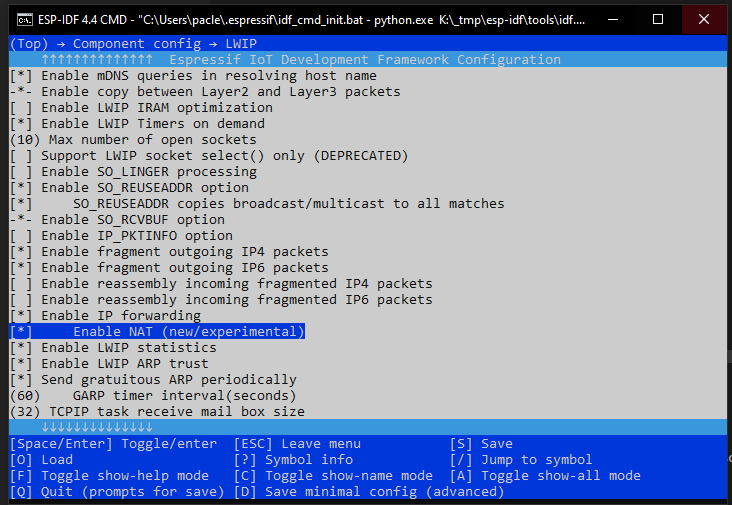 ESP-IDF 4.4 CMD - "C:\Users\pacle\.espressif\idf_cmd_init.bat - python.exe  K:\_tmp\esp-idf\tools\idf....
(Top) → Component config → LWIP
↑↑↑↑↑↑↑↑↑↑↑↑↑↑  Espressif IoT Development Framework Configuration
[*] Enable mDNS queries in resolving host name
-*- Enable copy between Layer2 and Layer3 packets
[ ] Enable LWIP IRAM optimization
[*] Enable LWIP Timers on demand
(10) Max number of open sockets
[ ] Support LWIP socket select() only (DEPRECATED)
[ ] Enable SO_LINGER processing
[*] Enable SO_REUSEADDR option
[*]     SO_REUSEADDR copies broadcast/multicast to all matches
-*- Enable SO_RCVBUF option
[ ] Enable IP_PKTINFO option
[*] Enable fragment outgoing IP4 packets
[*] Enable fragment outgoing IP6 packets
[ ] Enable reassembly incoming fragmented IP4 packets
[ ] Enable reassembly incoming fragmented IP6 packets
[*] Enable IP forwarding
[*]     Enable NAT (new/experimental)
[*] Enable LWIP statistics
[*] Enable LWIP ARP trust
[*] Send gratuitous ARP periodically
(60)    GARP timer interval(seconds)
(32) TCPIP task receive mail box size
↓↓↓↓↓↓↓↓↓↓↓↓↓↓
[Space/Enter] Toggle/enter  [ESC] Leave menu           [S] Save
[O] Load                    [?] Symbol info            [/] Jump to symbol
[F] Toggle show-help mode   [C] Toggle show-name mode  [A] Toggle show-all mode
[Q] Quit (prompts for save) [D] Save minimal config (advanced)